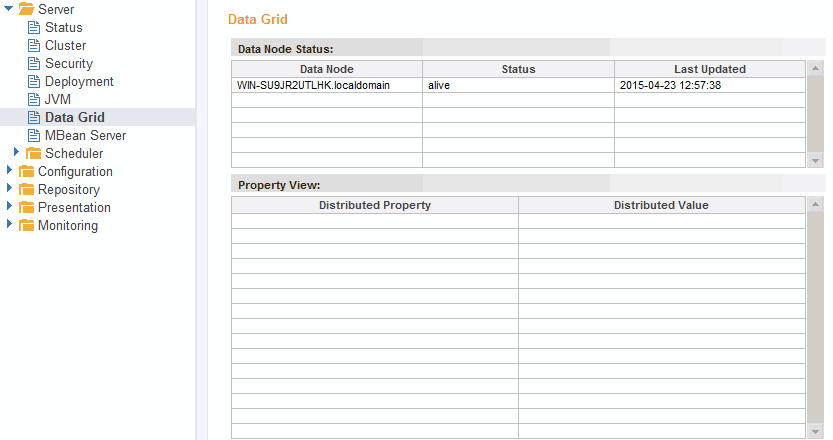 Server
Status
Cluster
Security
Deployment
JVM
Data Grid
MBean Server
Scheduler
Configuration
Repository
Presentation
Monitoring
Data Grid
Data Node Status:
Data Node Status Last Updated
WIN-SU9JR2UTLHK.localdomain alive 2015-04-23 12:57:38
Property View:
Distributed Property Distributed Value